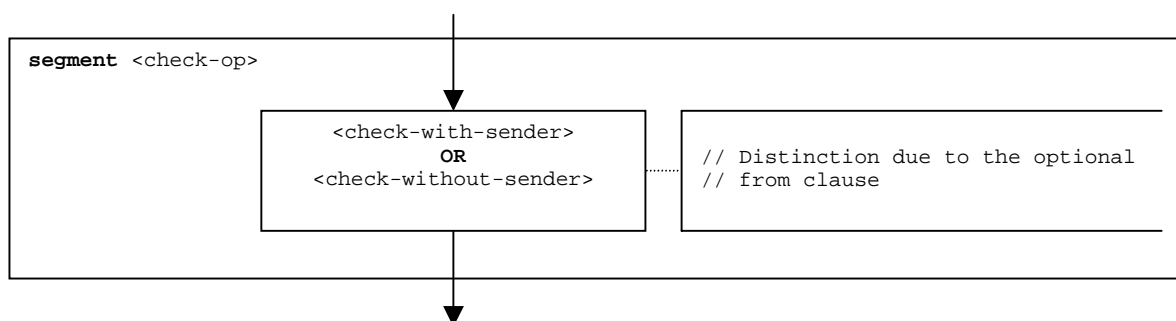 segment <check-op>
<check-with-sender>
OR
<check-without-sender>
// Distinction due to the optional
// from clause